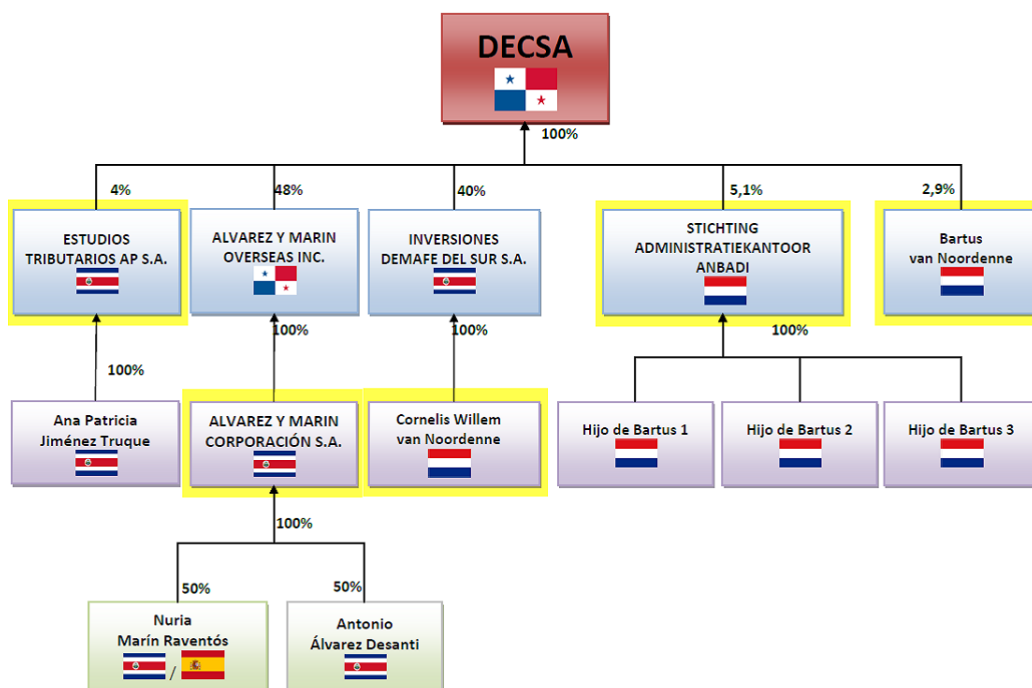 DECSA
100%
4%
48%
40%
5,1%
2,9%
ESTUDIOS
TRIBUTARIOS AP S.A.
ALVAREZ Y MARIN
OVERSEAS INC.
INVERSIONES
DEMAFE DEL SUR S.A.
STICHTING
ADMINISTRATIEKANTOOR
ANBADI
Bartus
van Noordenne
100%
100%
100%
100%
Ana Patricia
Jiménez Truque
ALVAREZ Y MARIN
CORPORACIÓN S.A.
Cornelis Willem
van Noordenne
Hijo de Bartus 1
Hijo de Bartus 2
Hijo de Bartus 3
100%
50%
50%
Nuria
Marín Raventós
/
Antonio
Álvarez Desanti